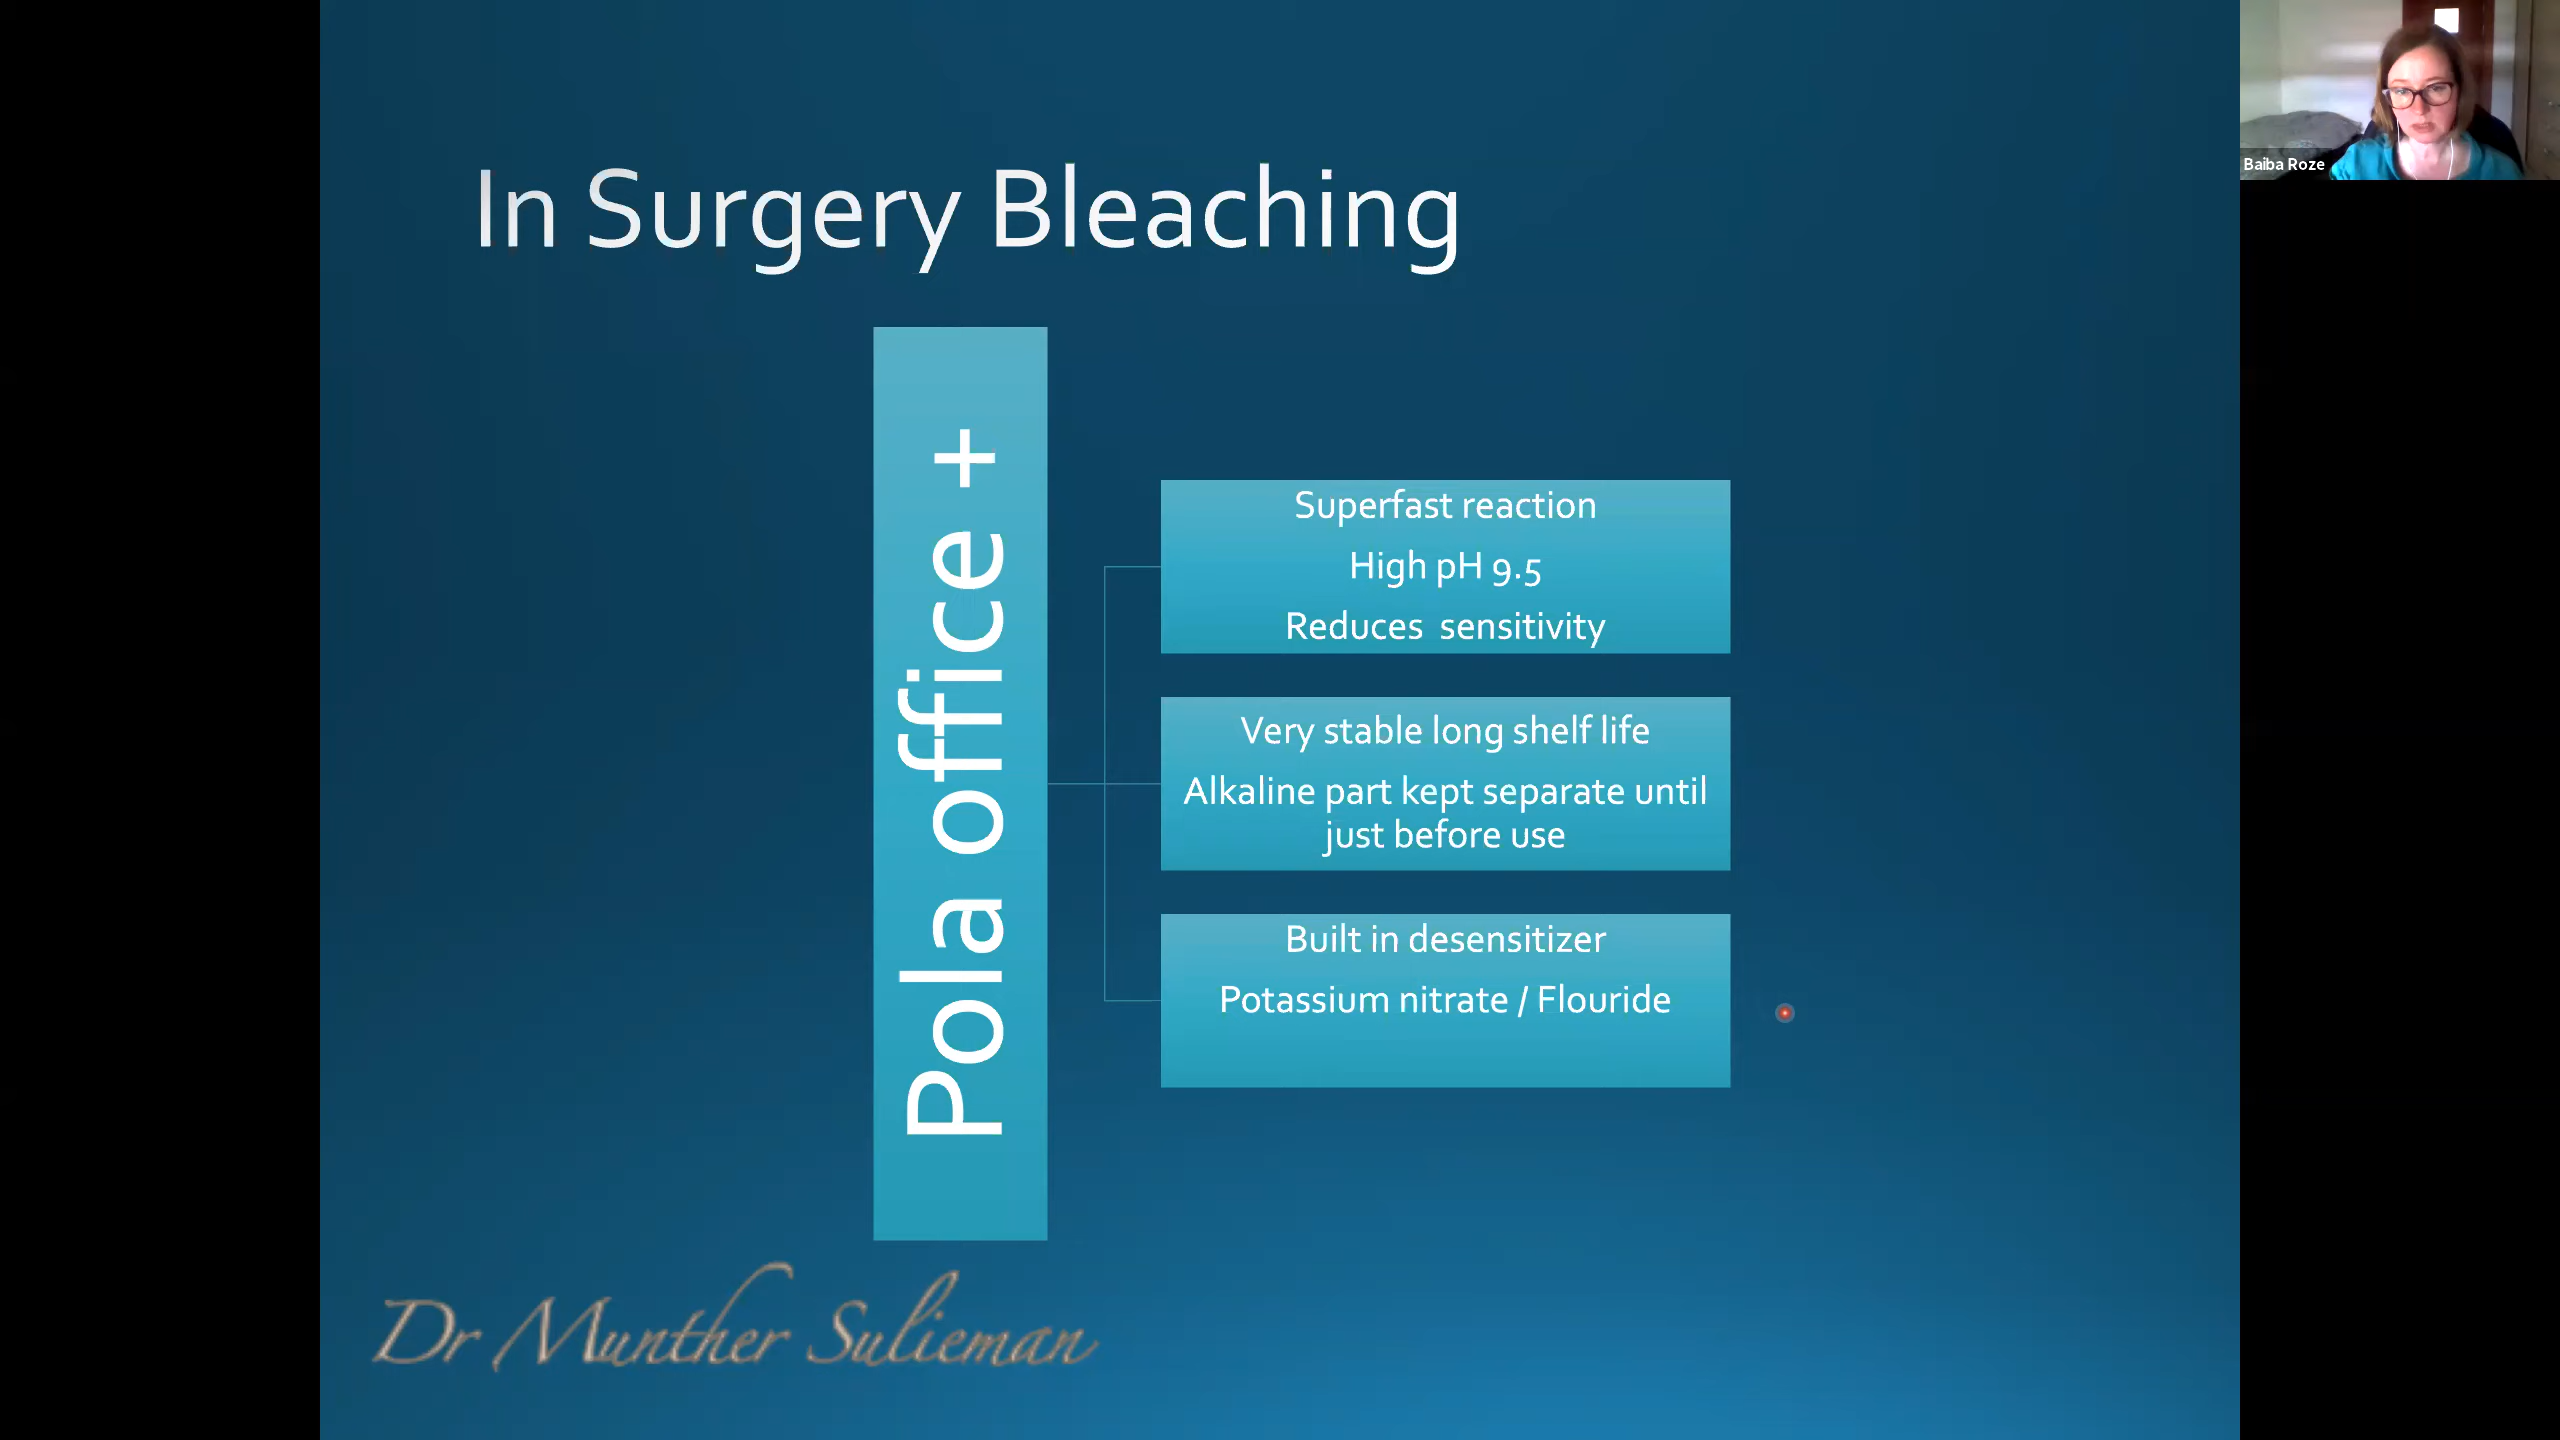 In Surgery Bleaching
Pola office +
Superfast reaction
High pH 9.5
Reduces sensitivity
Very stable long shelf life
Alkaline part kept separate until
just before use
Built in desensitizer
Potassium nitrate / Flouride
Dr Munther Sulieman
Baiba Roze